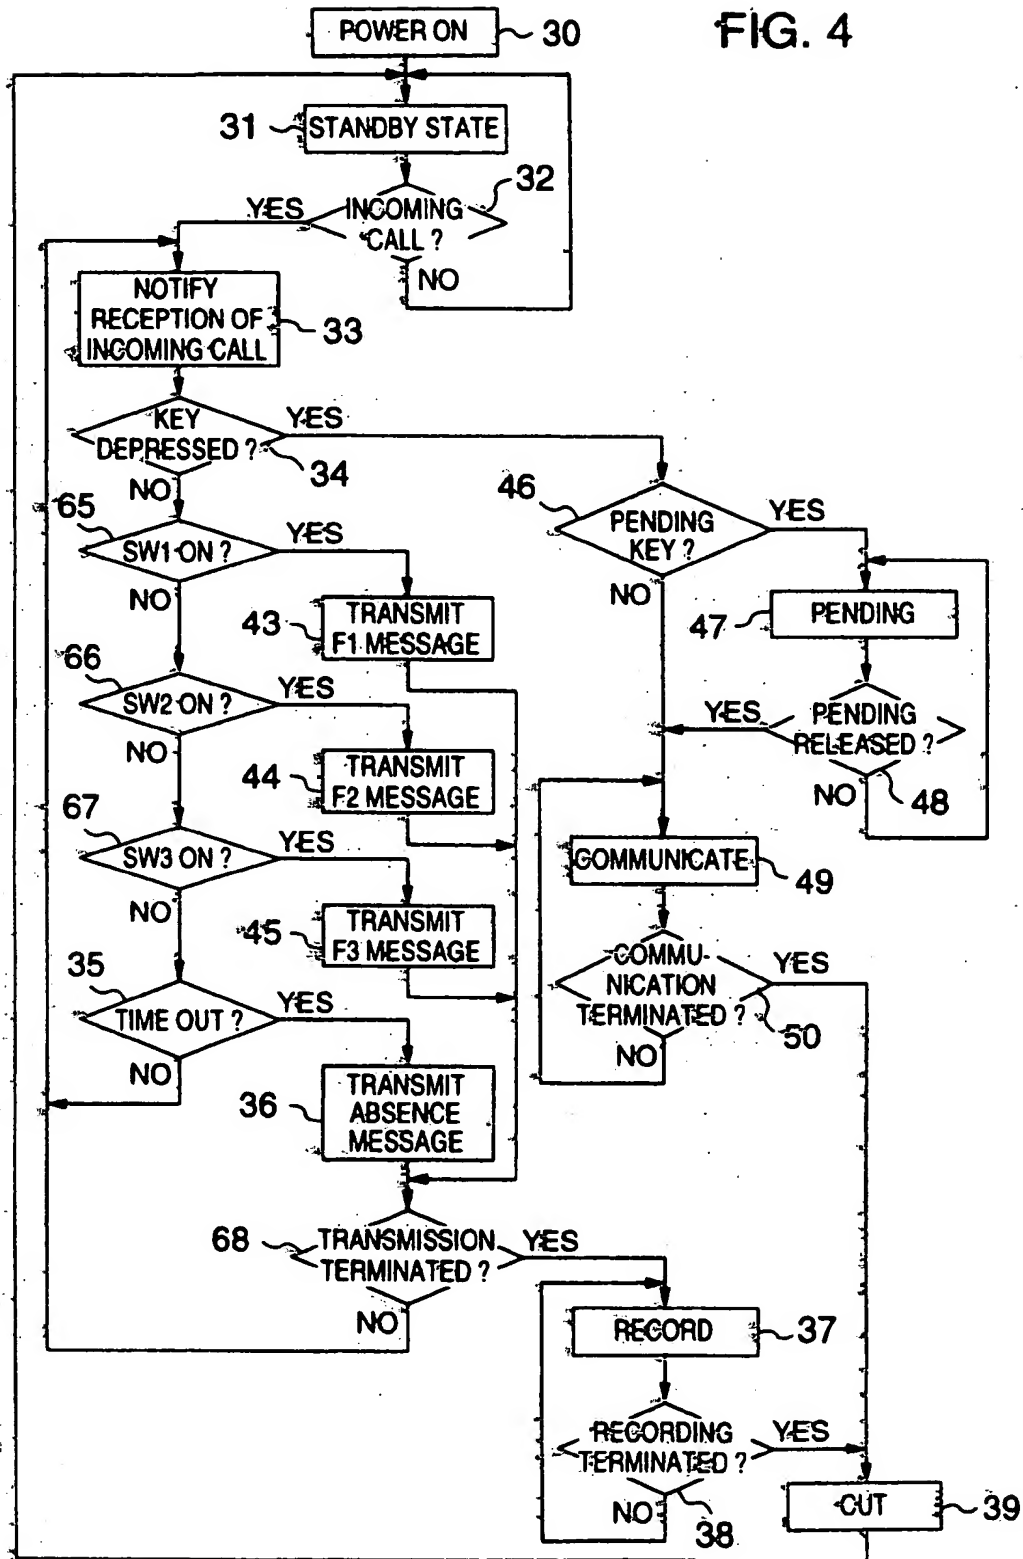 FIG. 4
POWER ON
30
31
STANDBY STATE
32
INCOMING
CALL ?
YES
NO
NOTIFY
RECEPTION OF
INCOMING CALL
33
KEY
DEPRESSED ?
YES
34
NO
46
PENDING
KEY ?
YES
NO
65
SW1 ON ?
YES
NO
43
TRANSMIT
F1 MESSAGE
47
PENDING
66
SW2 ON ?
YES
NO
PENDING
RELEASED ?
YES
NO
48
44
TRANSMIT
F2 MESSAGE
67
SW3 ON ?
YES
NO
COMMUNICATE
49
45
TRANSMIT
F3 MESSAGE
COMMU-
NICATION
TERMINATED ?
YES
50
NO
35
TIME OUT ?
YES
NO
36
TRANSMIT
ABSENCE
MESSAGE
68
TRANSMISSION
TERMINATED ?
YES
NO
RECORD
37
RECORDING
TERMINATED ?
YES
NO
38
CUT
39